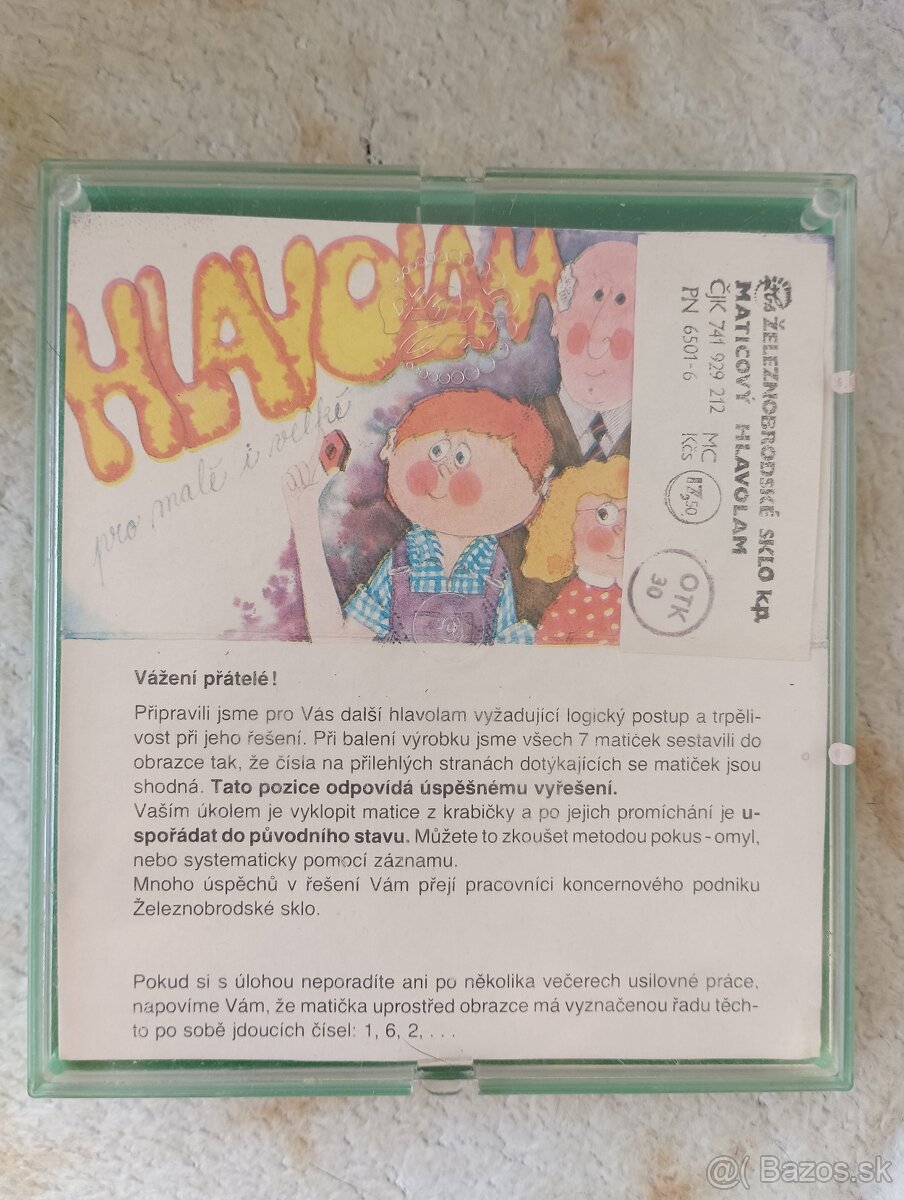 HLAVOLAM
pro malé i velké
ŽELEZNOBRODSKÉ SKLO k.p.
MATICOVÝ HLAVOLAM
ČJK 741 929 212 MC
PN 6501-6 Kčs 17,50
OTK
30
Vážení přátelé!
Připravili jsme pro Vás další hlavolam vyžadující logický postup a trpěli-
vost při jeho řešení. Při balení výrobku jsme všech 7 matiček sestavili do
obrazce tak, že čísla na přilehlých stranách dotýkajících se matiček jsou
shodná. Tato pozice odpovídá úspěšnému vyřešení.
Vaším úkolem je vyklopit matice z krabičky a po jejich promíchání je u-
spořádat do původního stavu. Můžete to zkoušet metodou pokus - omyl,
nebo systematicky pomocí záznamu.
Mnoho úspěchů v řešení Vám přejí pracovníci koncernového podniku
Železnobrodské sklo.
Pokud si s úlohou neporadíte ani po několika večerech usilovné práce,
napovíme Vám, že matička uprostřed obrazce má vyznačenou řadu těch-
to po sobě jdoucích čísel: 1, 6, 2, . . .
@( Bazos.sk